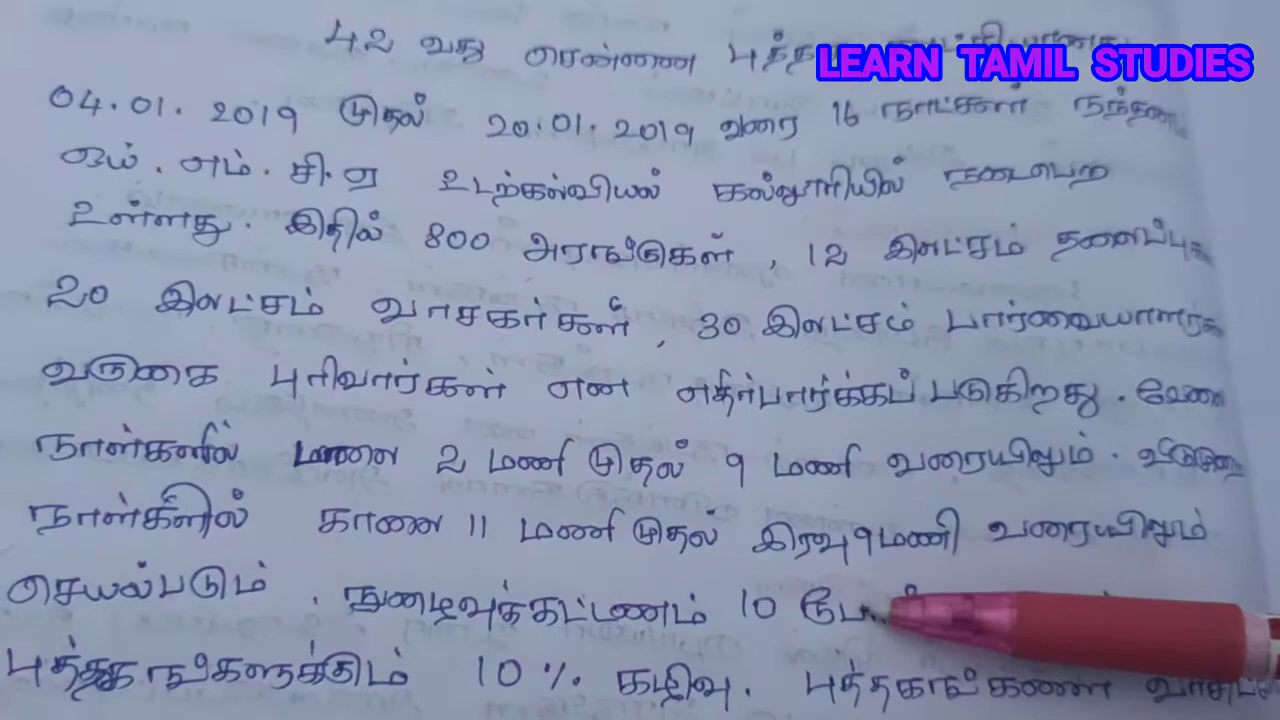 42 வது சென்னை
LEARN TAMIL STUDIES
04.01.2019 முதல் 20.01.2019 வரை 16 நாட்கள்
ஒய்.எம்.சி.ஏ உடற்கல்வியல் கல்லூரியில் நடைபெற
உள்ளது. இதில் 800 அரங்குகள், 12 இலட்சம்
20 இலட்சம் வாசகர்கள், 30 இலட்சம்
வருகை புரிவார்கள் என எதிர்பார்க்கப்படுகிறது.
நாள்களில் மாலை 2 மணி முதல் 9 மணி வரையிலும்.
நாள்களில் காலை 11 மணி முதல் இரவு 9 மணி வரையிலும்
செயல்படும். நுழைவுக்கட்டணம் 10
புத்தகங்களுக்கும் 10% கழிவு. புத்தகங்களை